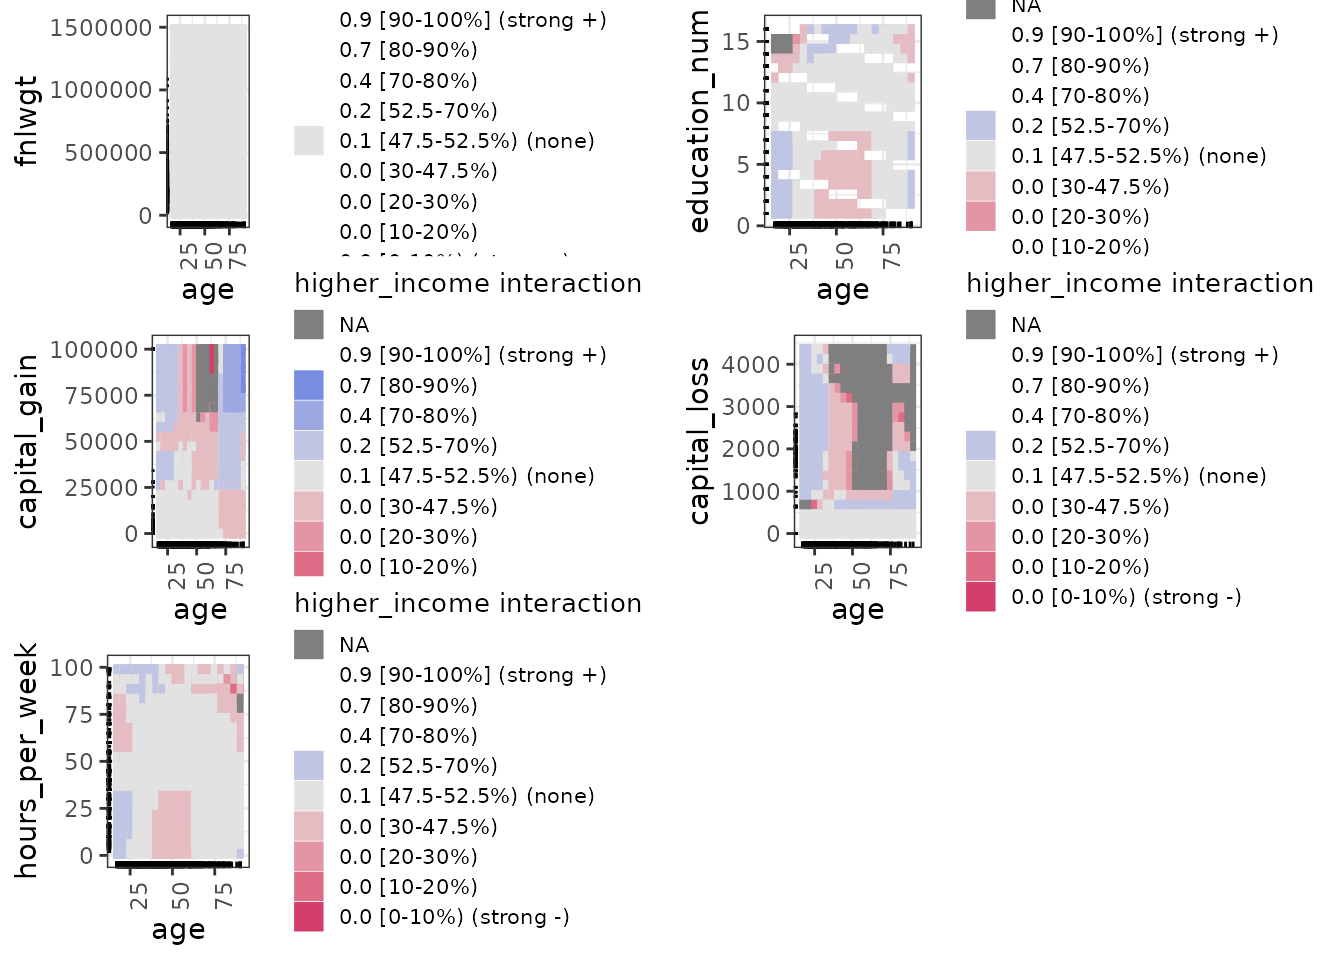 fnlwgt
1500000
1000000
500000
0
25
50
75
age
0.9 [90-100%] (strong +)
0.7 [80-90%)
0.4 [70-80%)
0.2 [52.5-70%)
0.1 [47.5-52.5%) (none)
0.0 [30-47.5%)
0.0 [20-30%)
0.0 [10-20%)
education_num
15
10
5
0
25
50
75
age
NA
0.9 [90-100%] (strong +)
0.7 [80-90%)
0.4 [70-80%)
0.2 [52.5-70%)
0.1 [47.5-52.5%) (none)
0.0 [30-47.5%)
0.0 [20-30%)
0.0 [10-20%)
capital_gain
100000
75000
50000
25000
0
25
50
75
age
higher_income interaction
NA
0.9 [90-100%] (strong +)
0.7 [80-90%)
0.4 [70-80%)
0.2 [52.5-70%)
0.1 [47.5-52.5%) (none)
0.0 [30-47.5%)
0.0 [20-30%)
0.0 [10-20%)
capital_loss
4000
3000
2000
1000
0
25
50
75
age
higher_income interaction
NA
0.9 [90-100%] (strong +)
0.7 [80-90%)
0.4 [70-80%)
0.2 [52.5-70%)
0.1 [47.5-52.5%) (none)
0.0 [30-47.5%)
0.0 [20-30%)
0.0 [10-20%)
0.0 [0-10%) (strong -)
hours_per_week
100
75
50
25
0
25
50
75
age
higher_income interaction
NA
0.9 [90-100%] (strong +)
0.7 [80-90%)
0.4 [70-80%)
0.2 [52.5-70%)
0.1 [47.5-52.5%) (none)
0.0 [30-47.5%)
0.0 [20-30%)
0.0 [10-20%)
0.0 [0-10%) (strong -)